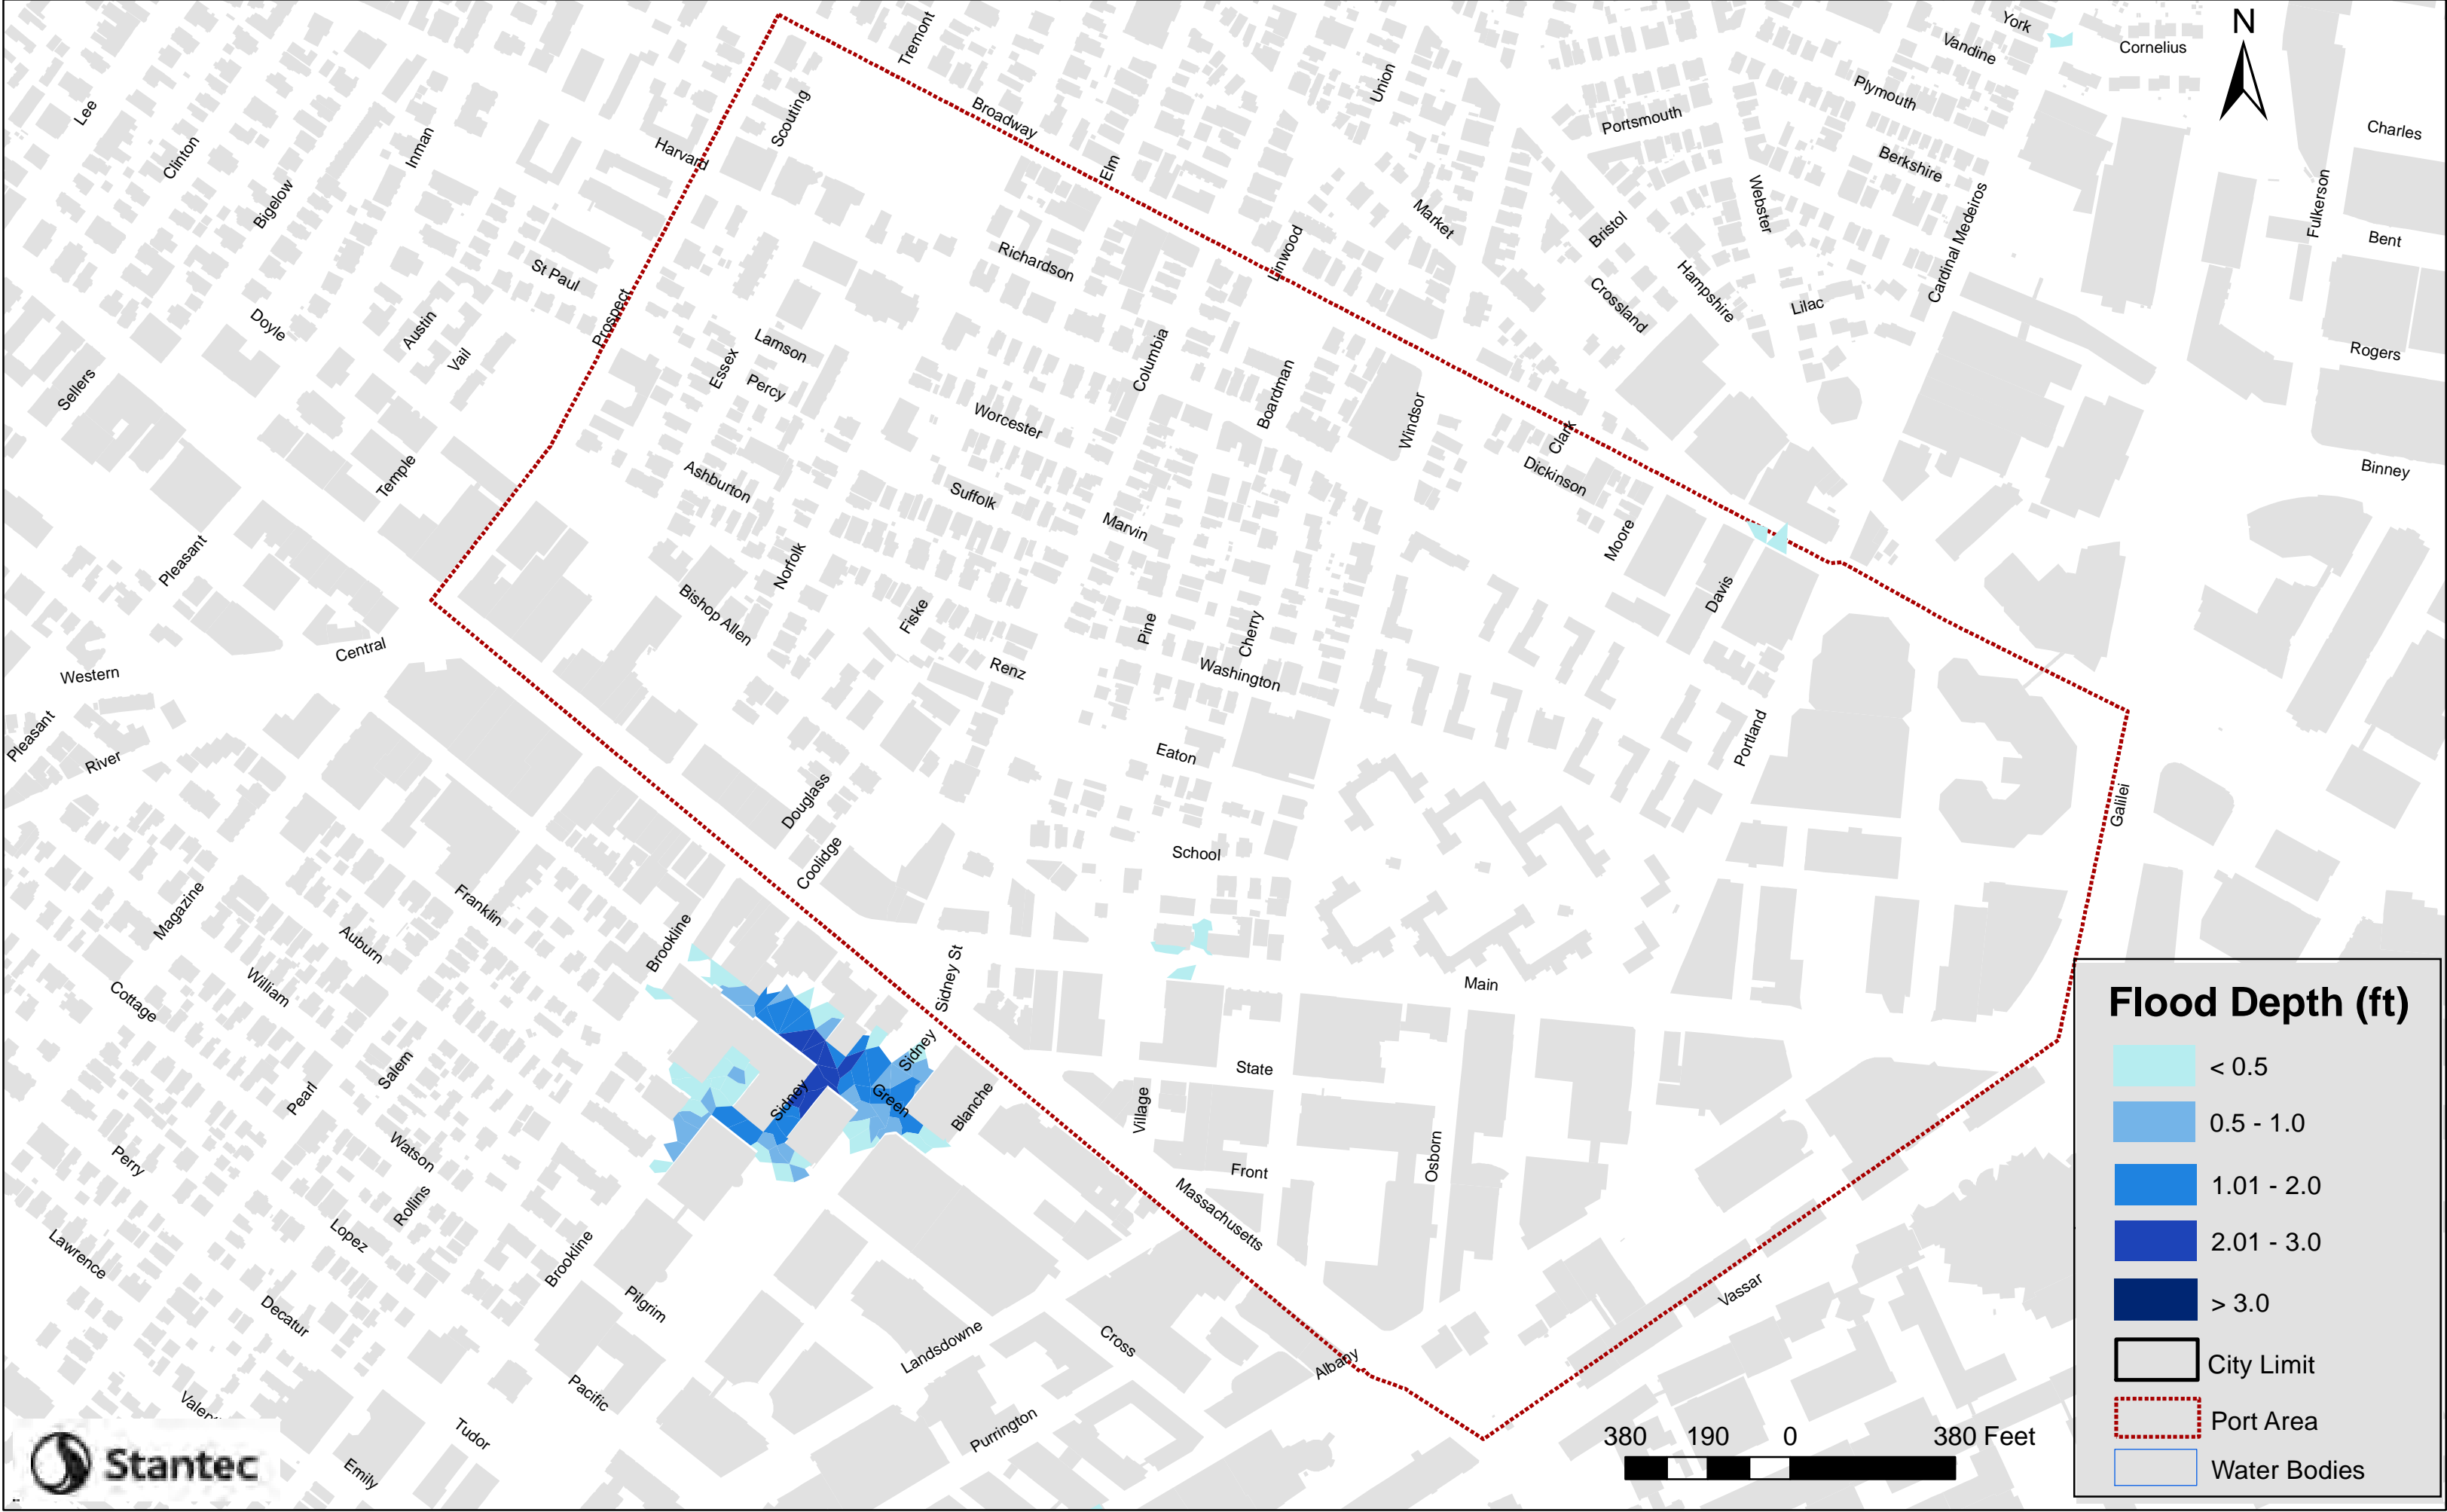 York
Cornelius
N
Vandine
Tremont
Union
Plymouth
Lee
Broadway
Scouting
Portsmouth
Charles
Clinton
Inman
Harvard
Elm
Berkshire
Bigelow
Market
Webster
Fulkerson
Bristol
Cardinal Medeiros
Bent
St Paul
Richardson
Linwood
Hampshire
Crossland
Lilac
Doyle
Austin
Prospect
Lamson
Vail
Essex
Columbia
Rogers
Sellers
Percy
Boardman
Worcester
Windsor
Clark
Temple
Ashburton
Suffolk
Dickinson
Binney
Pleasant
Norfolk
Marvin
Moore
Bishop Allen
Fiske
Davis
Central
Pine
Cherry
Western
Renz
Washington
Pleasant
River
Eaton
Portland
Douglass
Galilei
Coolidge
School
Magazine
Franklin
Auburn
Brookline
William
Cottage
Sidney St
Main
Sidney
Salem
State
Pearl
Sidney
Green
Blanche
Village
Perry
Watson
Osborn
Front
Rollins
Massachusetts
Lopez
Lawrence
Brookline
Vassar
Decatur
Pilgrim
Landsdowne
Cross
Albany
Pacific
Valent
Tudor
Purrington
Emily
Flood Depth (ft)
< 0.5
0.5 - 1.0
1.01 - 2.0
2.01 - 3.0
> 3.0
City Limit
Port Area
Water Bodies
380 190 0 380 Feet
Stantec